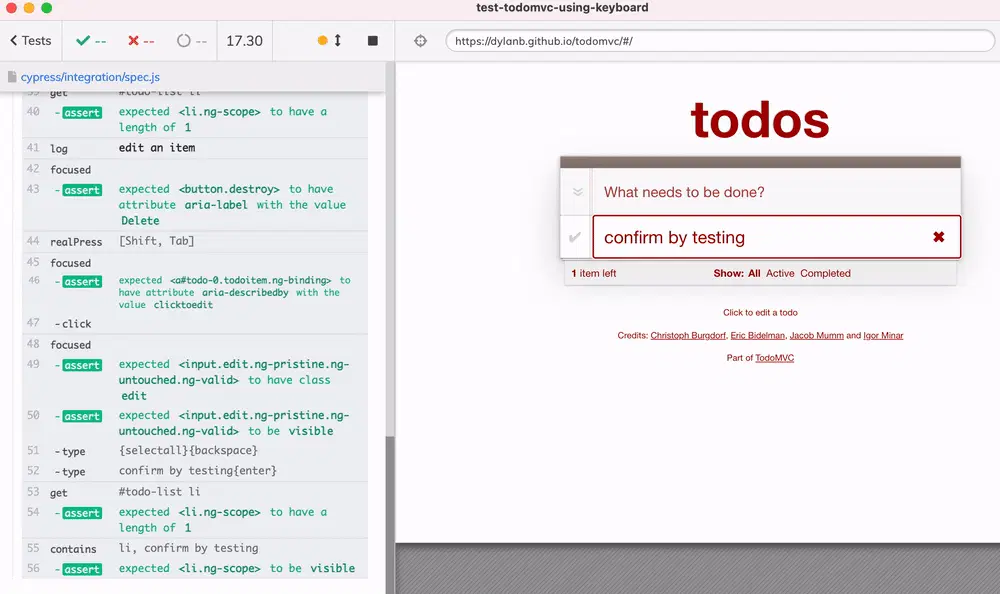 test-todomvc-using-keyboard
Tests
--
--
--
17.30
https://dylanb.github.io/todomvc/#/
cypress/integration/spec.js
39 get #todo-list li
40 -assert expected <li.ng-scope> to have a
length of 1
41 log edit an item
42 focused
43 -assert expected <button.destroy> to have
attribute aria-label with the value
Delete
44 realPress [Shift, Tab]
45 focused
46 -assert expected <a#todo-0.todoitem.ng-binding> to
have attribute aria-describedby with the
value clicktoedit
47 -click
48 focused
49 -assert expected <input.edit.ng-pristine.ng-
untouched.ng-valid> to have class
edit
50 -assert expected <input.edit.ng-pristine.ng-
untouched.ng-valid> to be visible
51 -type {selectall}{backspace}
52 -type confirm by testing{enter}
53 get #todo-list li
54 -assert expected <li.ng-scope> to have a
length of 1
55 contains li, confirm by testing
56 -assert expected <li.ng-scope> to be visible
todos
What needs to be done?
confirm by testing
1 item left Show: All Active Completed
Click to edit a todo
Credits: Christoph Burgdorf, Eric Bidelman, Jacob Mumm and Igor Minar
Part of TodoMVC